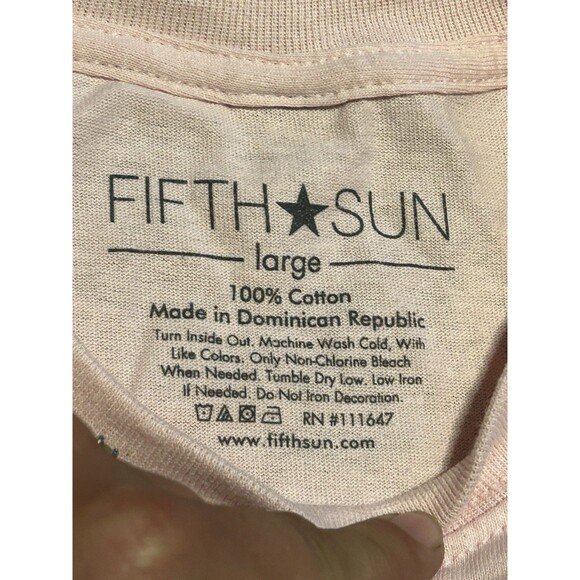 FIFTH★SUN
large
100% Cotton
Made in Dominican Republic
Turn Inside Out. Machine Wash Cold, With
Like Colors. Only Non-Chlorine Bleach
When Needed. Tumble Dry Low. Low Iron
If Needed. Do Not Iron Decoration.
RN #111647
www.fifthsun.com